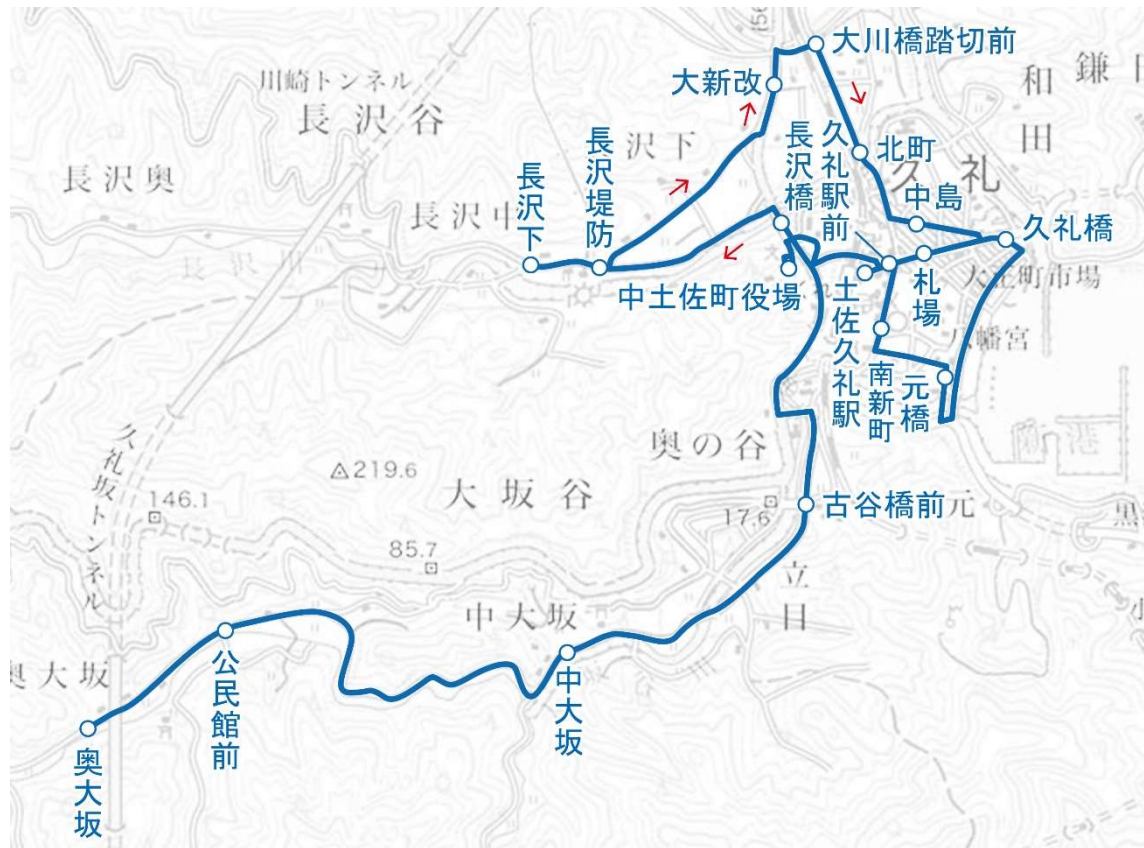 大川橋踏切前
鎌田
和田
川崎トンネル
大新改
長沢谷
長沢下
長沢橋
久礼駅前
北町
久礼
長沢奥
長沢堤防
長沢下
長沢中
中島
久礼橋
札場
中土佐町役場
大正町市場
土佐久礼駅
八幡宮
南新町
元橋
奥の谷
久礼坂トンネル
219.6
大坂谷
146.1
17.6
古谷橋前
元
85.7
立目
中大坂
公民館前
中大坂
奥大坂
奥大坂